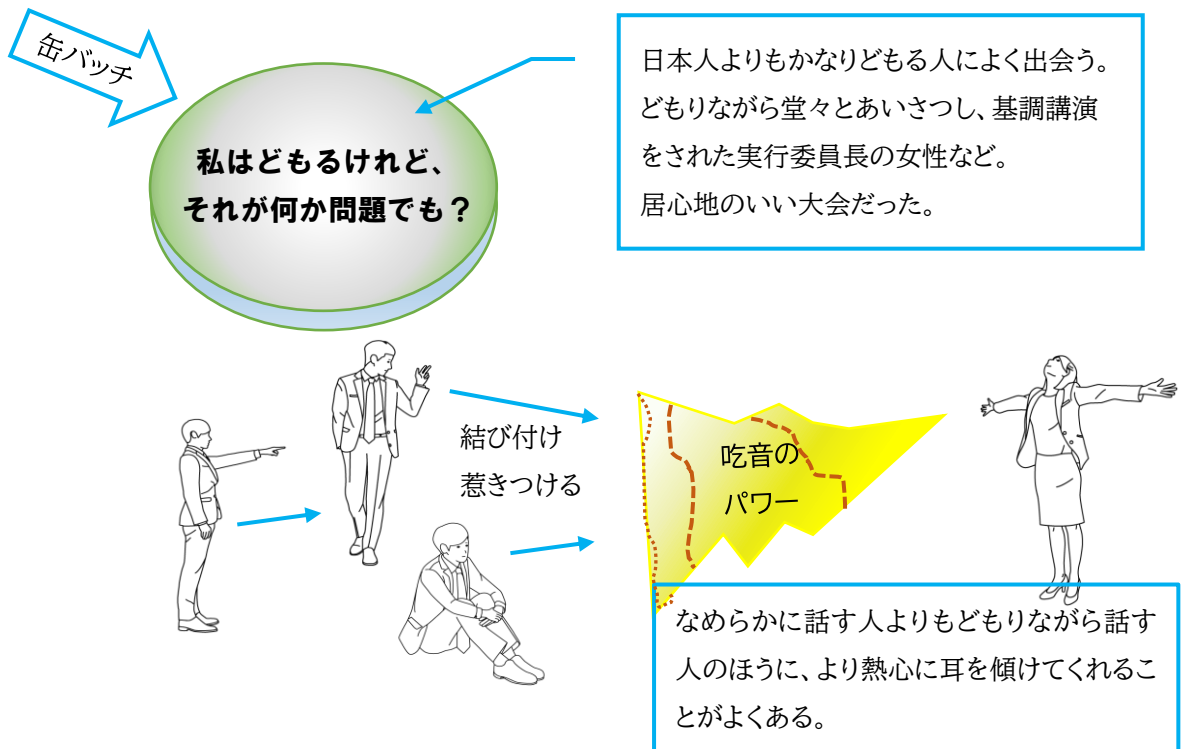 缶バッチ
私はどもるけれど、
それが何か問題でも？
日本人よりもかなりどもる人によく出会う。
どもりながら堂々とあいさつし、基調講演
をされた実行委員長の女性など。
居心地のいい大会だった。
結び付け
惹きつける
吃音の
パワー
なめらかに話す人よりもどもりながら話す
人のほうに、より熱心に耳を傾けてくれるこ
とがよくある。